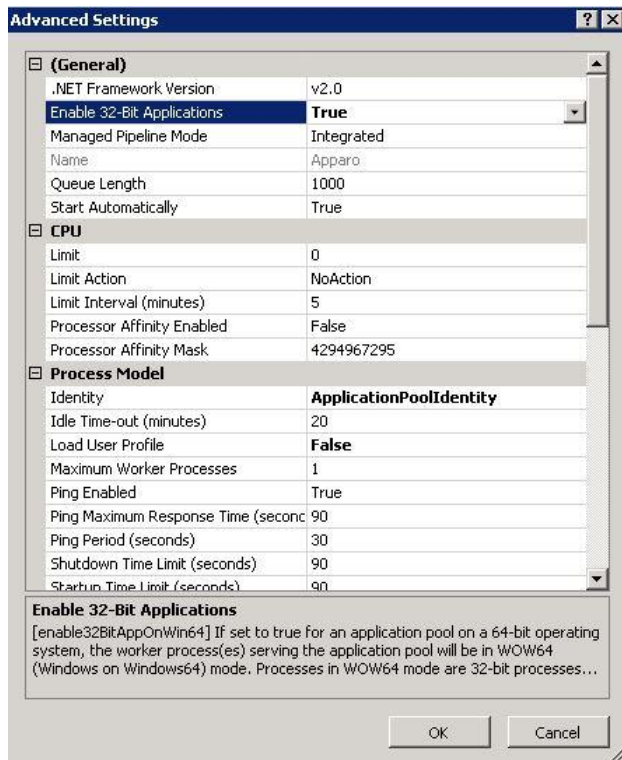 Advanced Settings
(General)
.NET Framework Version v2.0
Enable 32-Bit Applications True
Managed Pipeline Mode Integrated
Name Apparo
Queue Length 1000
Start Automatically True
CPU
Limit 0
Limit Action NoAction
Limit Interval (minutes) 5
Processor Affinity Enabled False
Processor Affinity Mask 4294967295
Process Model
Identity ApplicationPoolIdentity
Idle Time-out (minutes) 20
Load User Profile False
Maximum Worker Processes 1
Ping Enabled True
Ping Maximum Response Time (secon 90
Ping Period (seconds) 30
Shutdown Time Limit (seconds) 90
Startup Time Limit (seconds) 90
Enable 32-Bit Applications
[enable32BitAppOnWin64] If set to true for an application pool on a 64-bit operating
system, the worker process(es) serving the application pool will be in WOW64
(Windows on Windows64) mode. Processes in WOW64 mode are 32-bit processes...
OK Cancel